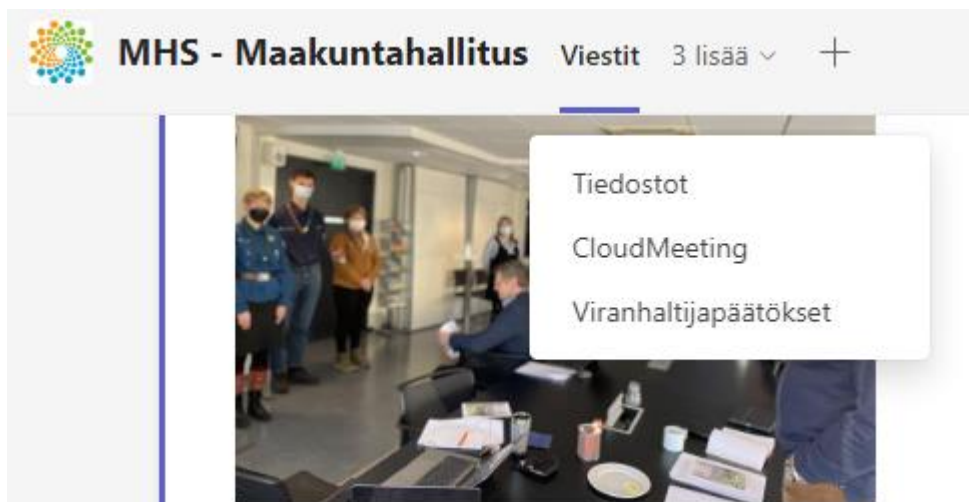 MHS - Maakuntahallitus Viestit 3 lisää
Tiedostot
CloudMeeting
Viranhaltijapäätökset